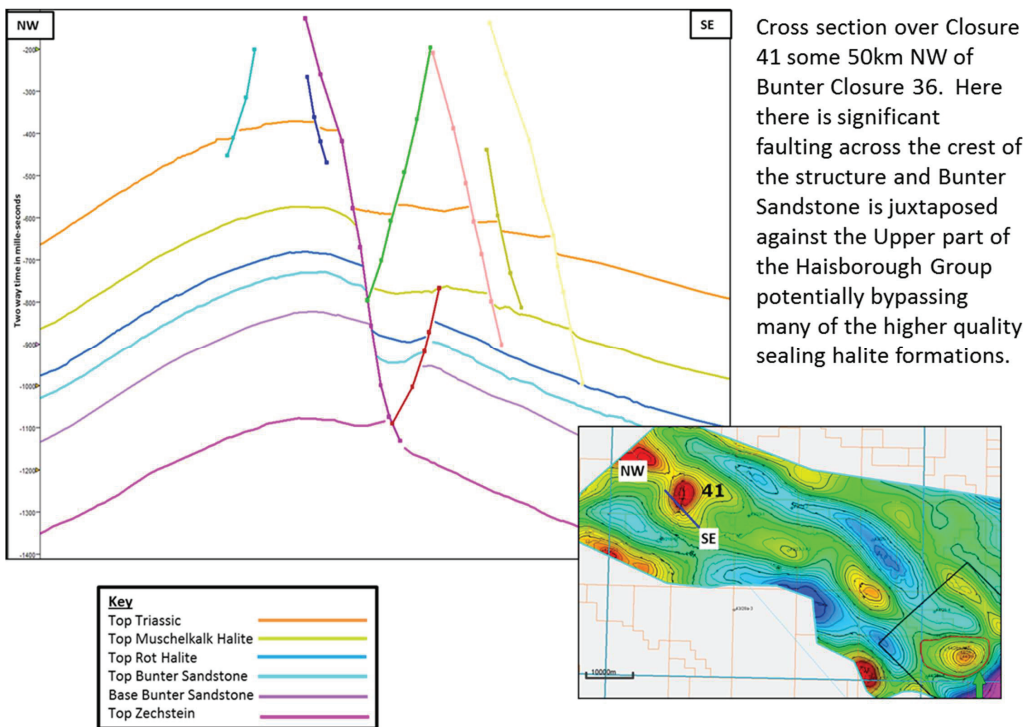 NW
SE
Two way time in mille-seconds
-200
-300
-400
-500
-600
-700
-800
-900
-1000
-1100
-1200
-1300
-1400
Cross section over Closure
41 some 50km NW of
Bunter Closure 36. Here
there is significant
faulting across the crest of
the structure and Bunter
Sandstone is juxtaposed
against the Upper part of
the Haisborough Group
potentially bypassing
many of the higher quality
sealing halite formations.
NW
41
SE
10000m
Key
Top Triassic
Top Muschelkalk Halite
Top Rot Halite
Top Bunter Sandstone
Base Bunter Sandstone
Top Zechstein